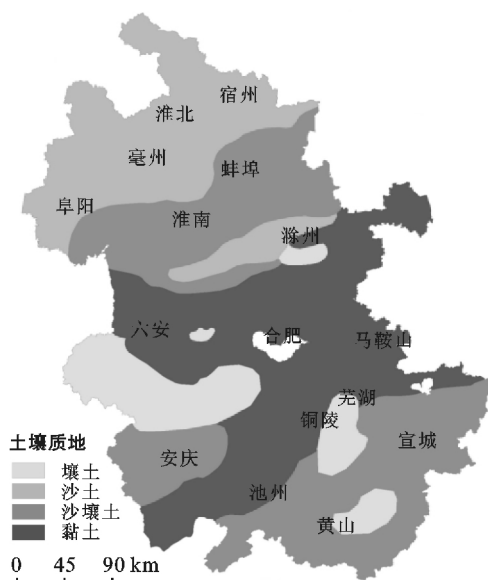 宿州
淮北
亳州
蚌埠
阜阳
淮南
滁州
六安
合肥
马鞍山
芜湖
铜陵
宣城
安庆
池州
黄山
土壤质地
壤土
沙土
沙壤土
黏土
0 45 90 km